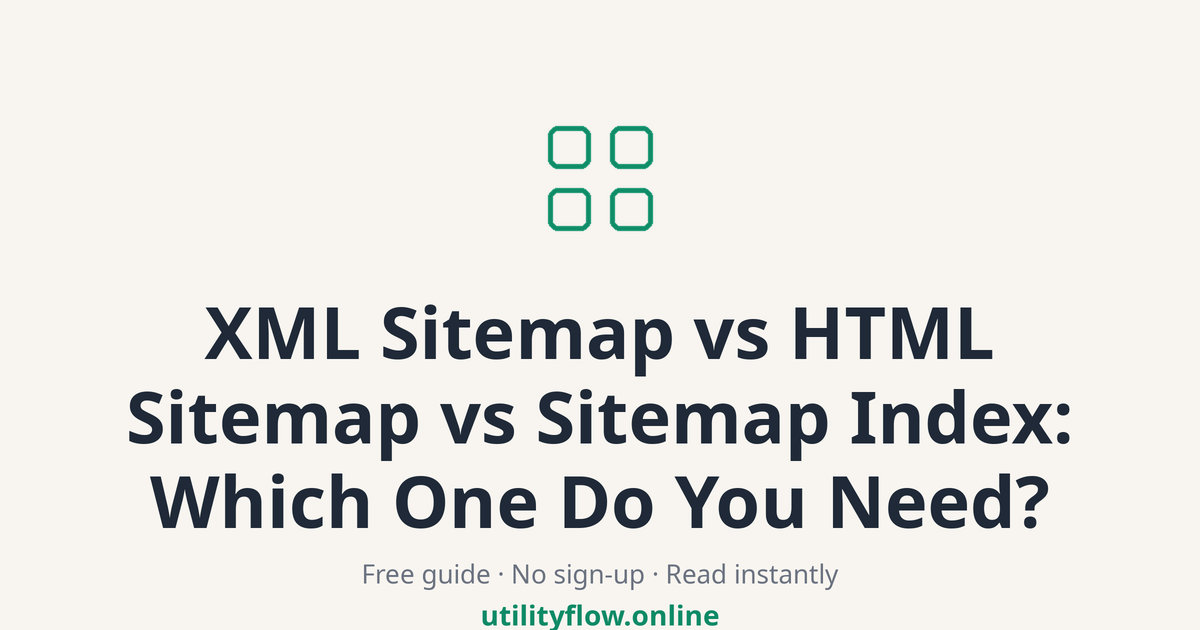 XML Sitemap vs HTML
Sitemap vs Sitemap Index:
Which One Do You Need?
Free guide · No sign-up · Read instantly
utilityflow.online